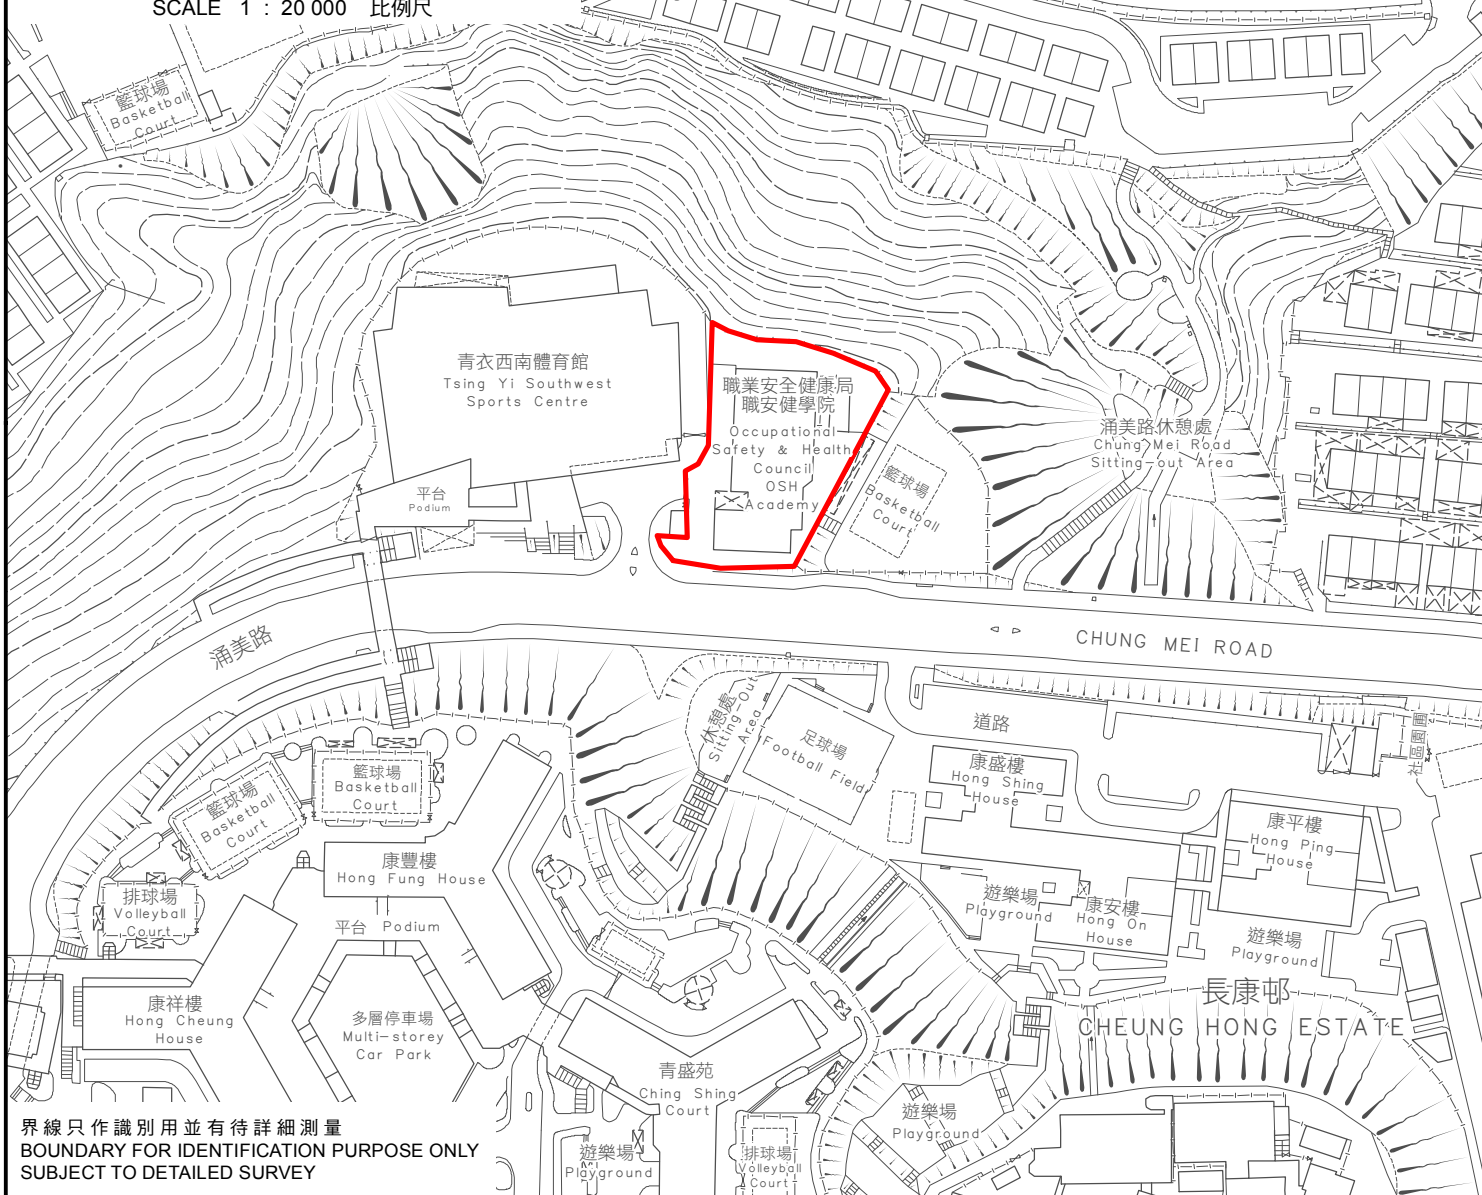 SCALE 1 : 20 000 比例尺
籃球場
Basketball
Court
青衣西南體育館
Tsing Yi Southwest
Sports Centre
職業安全健康局
職安健學院
Occupational
Safety & Health
Council
OSH
Academy
涌美路休憩處
Chung Mei Road
Sitting-out Area
籃球場
Basketball
Court
平台
Podium
涌美路
CHUNG MEI ROAD
休憩處
Sitting Out
Area
足球場
Football Field
道路
社區園圃
康盛樓
Hong Shing
House
籃球場
Basketball
Court
籃球場
Basketball
Court
康平樓
Hong Ping
House
康豐樓
Hong Fung House
排球場
Volleyball
Court
平台 Podium
遊樂場
Playground
康安樓
Hong On
House
遊樂場
Playground
長康邨
CHEUNG HONG ESTATE
康祥樓
Hong Cheung
House
多層停車場
Multi-storey
Car Park
青盛苑
Ching Shing
Court
遊樂場
Playground
遊樂場
Playground
排球場
Volleyball
Court
界線只作識別用並有待詳細測量
BOUNDARY FOR IDENTIFICATION PURPOSE ONLY
SUBJECT TO DETAILED SURVEY